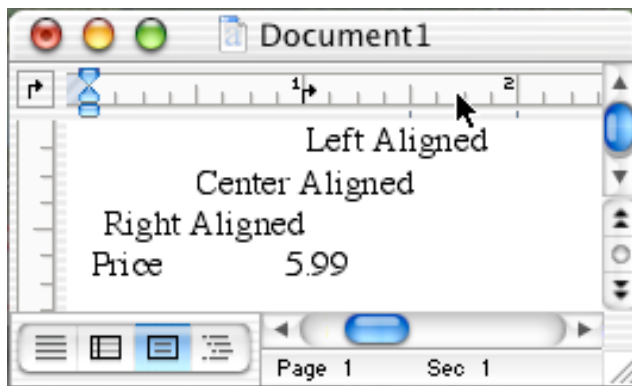 Document1
1 2
Left Aligned
Center Aligned
Right Aligned
Price 5.99
Page 1 Sec 1